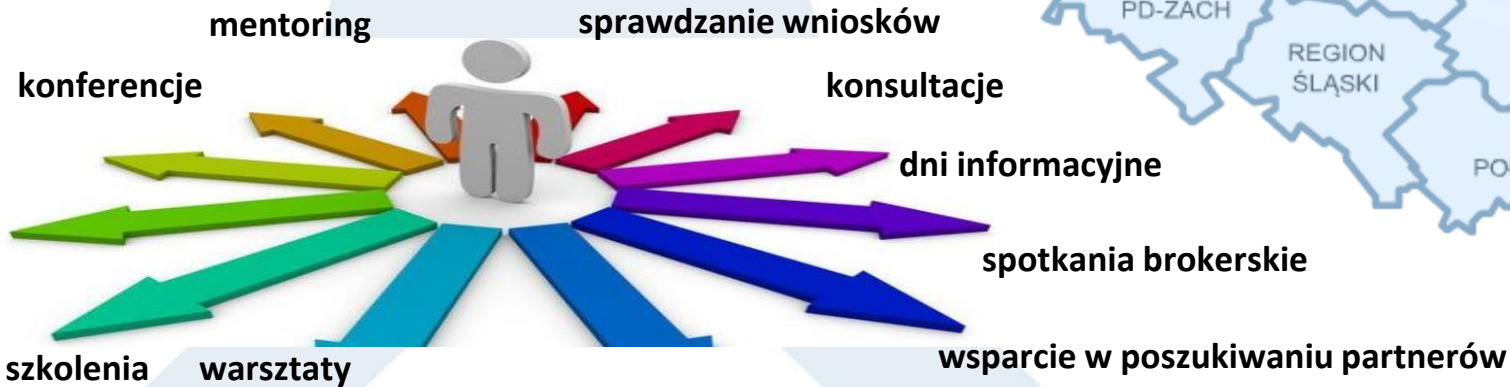 PD-ZACH
mentoring
sprawdzanie wniosków
REGION
ŚLĄSKI
konferencje
konsultacje
dni informacyjne
spotkania brokerskie
wsparcie w poszukiwaniu partnerów
szkolenia
warsztaty